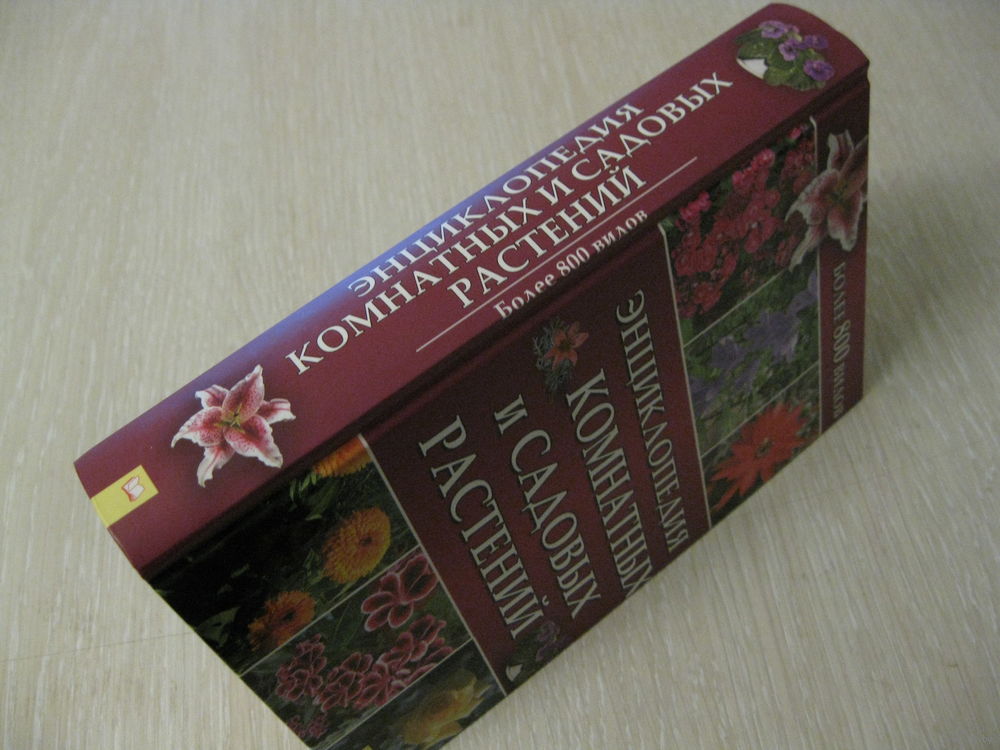 ЭНЦИКЛОПЕДИЯ
КОМНАТНЫХ И САДОВЫХ
РАСТЕНИЙ
Более 800 видов
ЭНЦИКЛОПЕДИЯ
КОМНАТНЫХ
И САДОВЫХ
РАСТЕНИЙ
БОЛЕЕ 800 ВИДОВ